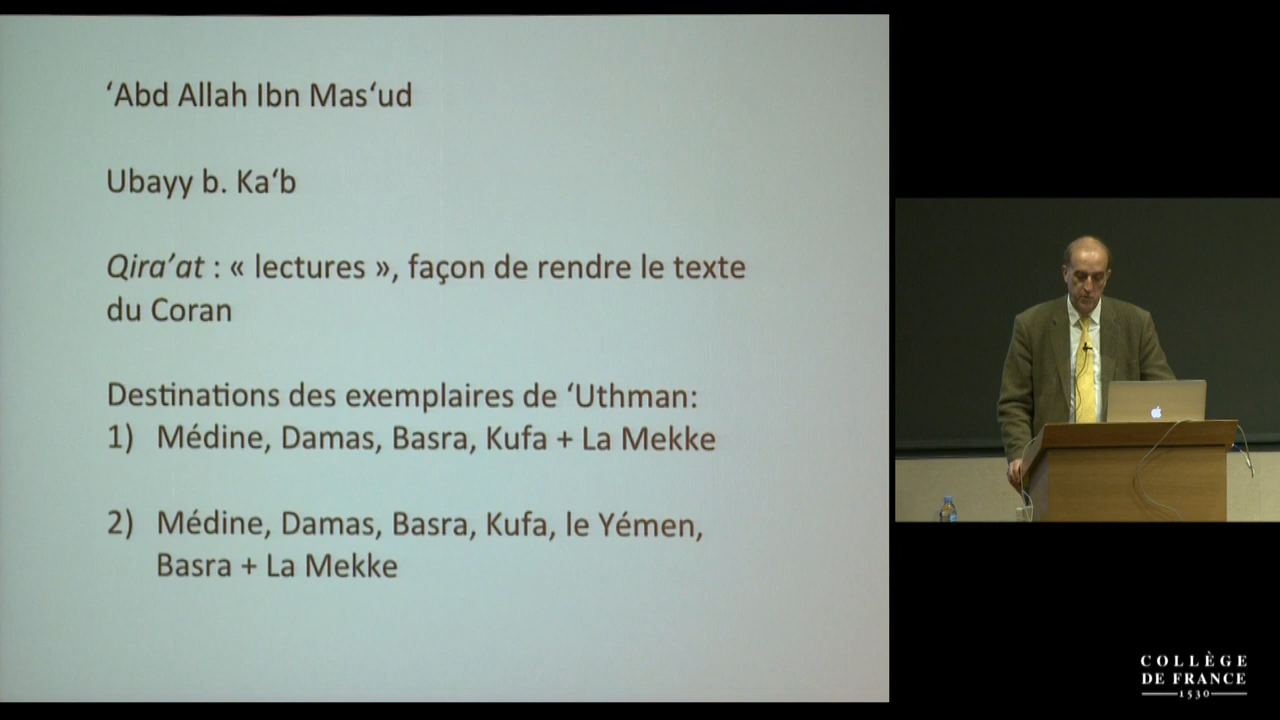 ‘Abd Allah Ibn Mas‘ud
Ubayy b. Ka‘b
Qira’at : « lectures », façon de rendre le texte
du Coran
Destinations des exemplaires de ‘Uthman:
1) Médine, Damas, Basra, Kufa + La Mekke
2) Médine, Damas, Basra, Kufa, le Yémen,
Basra + La Mekke
COLLÈGE
DE FRANCE
1530